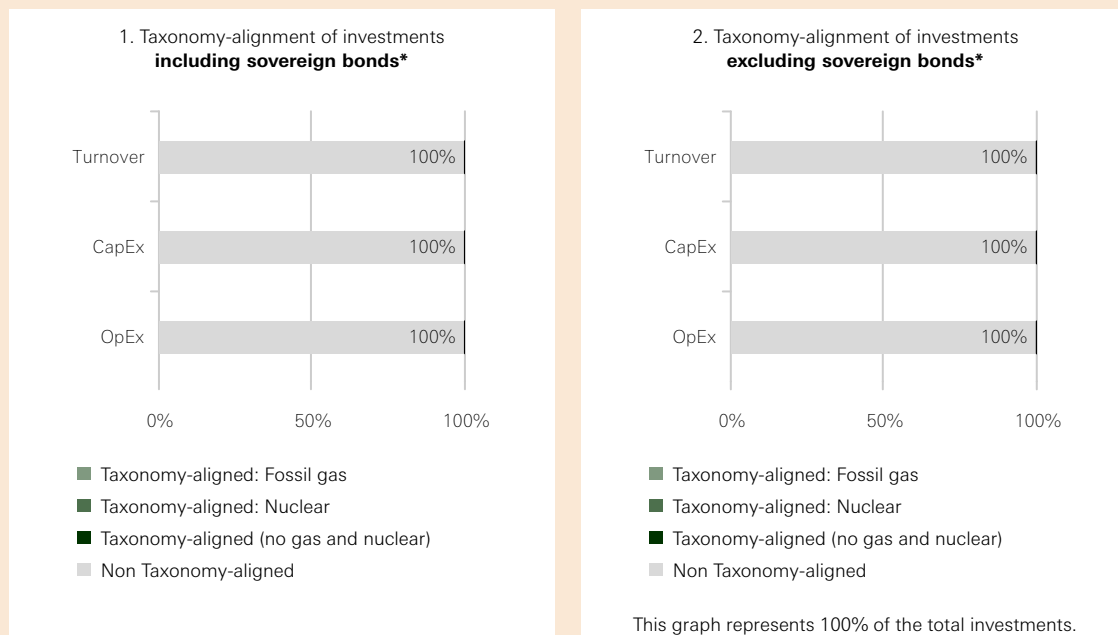 1. Taxonomy-alignment of investments
including sovereign bonds*
Turnover 100%
CapEx 100%
OpEx 100%
0% 50% 100%
Taxonomy-aligned: Fossil gas
Taxonomy-aligned: Nuclear
Taxonomy-aligned (no gas and nuclear)
Non Taxonomy-aligned
2. Taxonomy-alignment of investments
excluding sovereign bonds*
Turnover 100%
CapEx 100%
OpEx 100%
0% 50% 100%
Taxonomy-aligned: Fossil gas
Taxonomy-aligned: Nuclear
Taxonomy-aligned (no gas and nuclear)
Non Taxonomy-aligned
This graph represents 100% of the total investments.